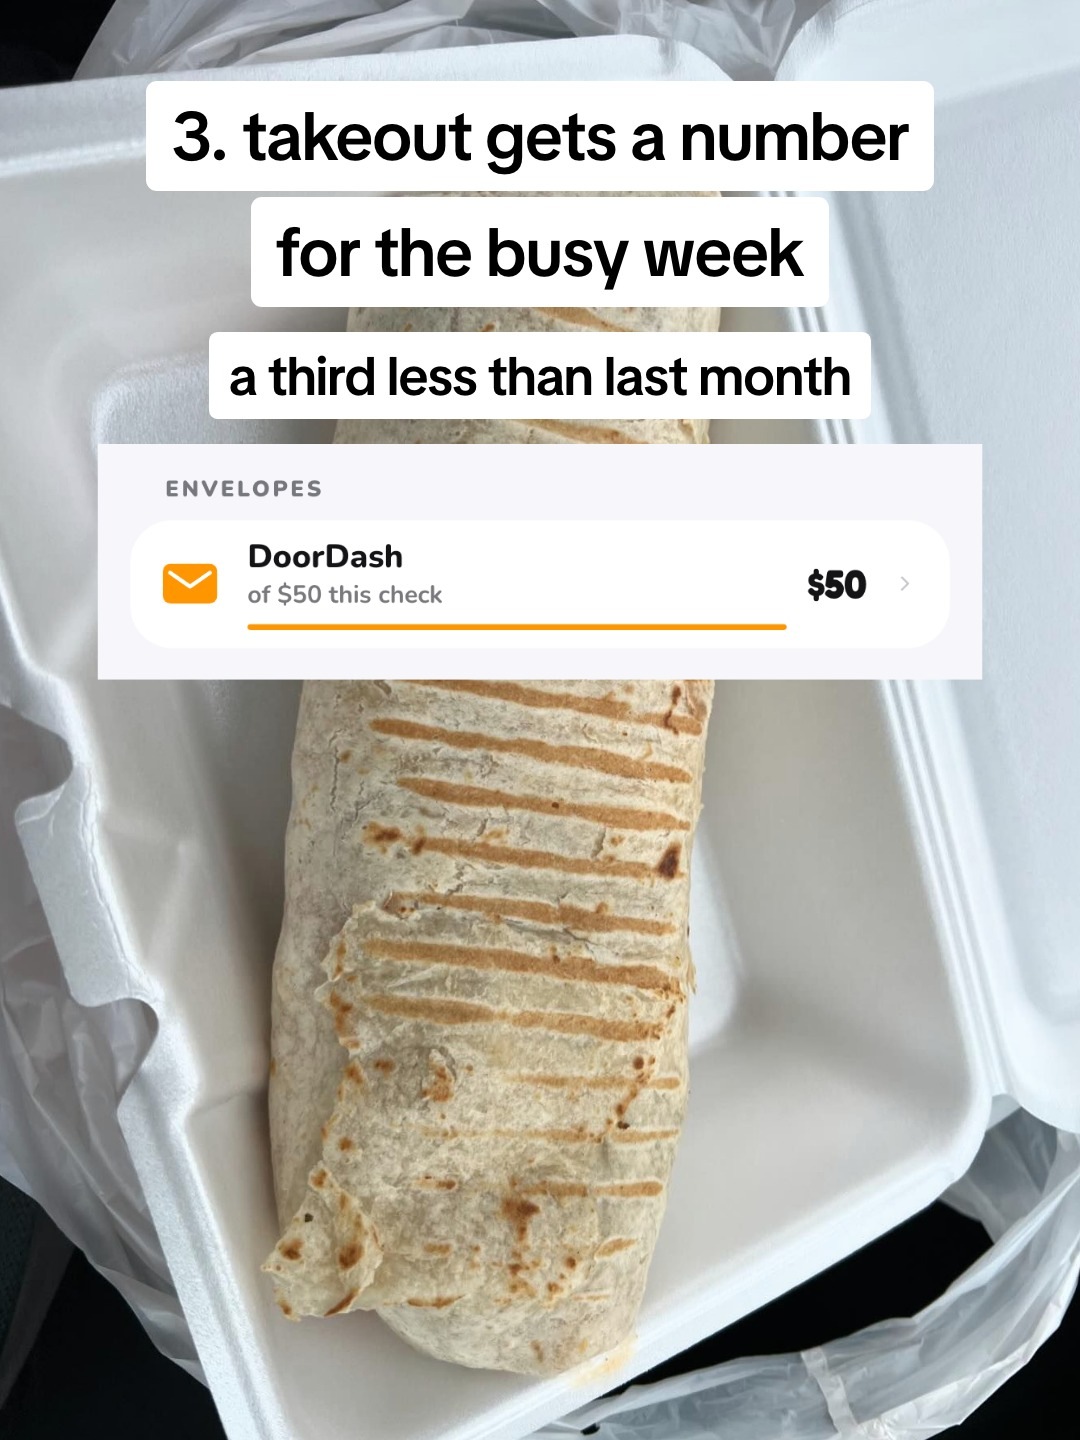 3. takeout gets a number
for the busy week
a third less than last month
ENVELOPES
DoorDash
of $50 this check
$50